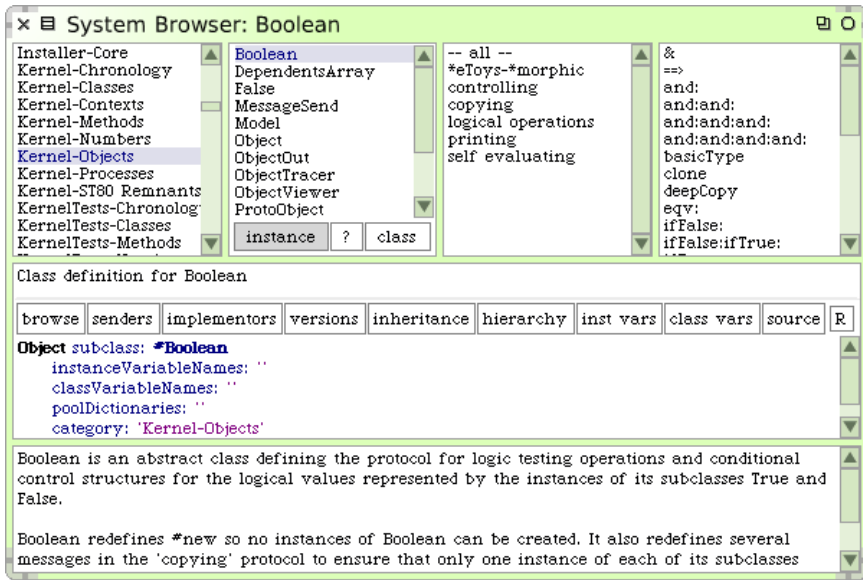 System Browser: Boolean
Installer-Core
Kernel-Chronology
Kernel-Classes
Kernel-Contexts
Kernel-Methods
Kernel-Numbers
Kernel-Objects
Kernel-Processes
Kernel-ST80 Remnants
KernelTests-Chronolog
KernelTests-Classes
KernelTests-Methods
Boolean
DependentsArray
False
MessageSend
Model
Object
ObjectOut
ObjectTracer
ObjectViewer
ProtoObject
instance ? class
-- all --
*eToys-*morphic
controlling
copying
logical operations
printing
self evaluating
&
==>
and:
and:and:
and:and:and:
and:and:and:and:
basicType
clone
deepCopy
eqv:
ifFalse:
ifFalse:ifTrue:
Class definition for Boolean
browse senders implementors versions inheritance hierarchy inst vars class vars source R
Object subclass: #Boolean
instanceVariableNames: ''
classVariableNames: ''
poolDictionaries: ''
category: 'Kernel-Objects'
Boolean is an abstract class defining the protocol for logic testing operations and conditional
control structures for the logical values represented by the instances of its subclasses True and
False.
Boolean redefines #new so no instances of Boolean can be created. It also redefines several
messages in the 'copying' protocol to ensure that only one instance of each of its subclasses